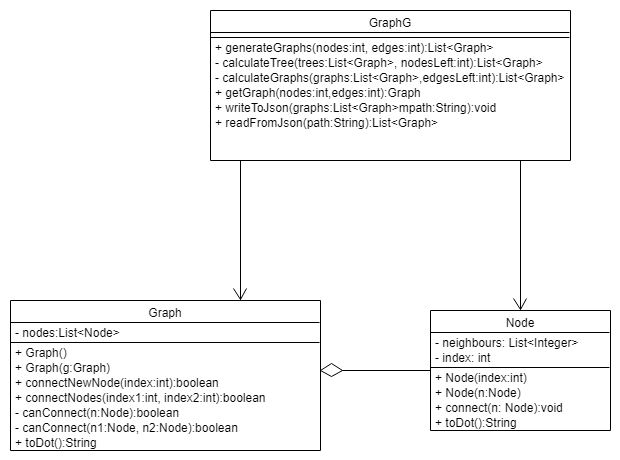 GraphG
+ generateGraphs(nodes:int, edges:int):List<Graph>
- calculateTree(trees:List<Graph>, nodesLeft:int):List<Graph>
- calculateGraphs(graphs:List<Graph>,edgesLeft:int):List<Graph>
+ getGraph(nodes:int,edges:int):Graph
+ writeToJson(graphs:List<Graph>mpath:String):void
+ readFromJson(path:String):List<Graph>
Graph
- nodes:List<Node>
+ Graph()
+ Graph(g:Graph)
+ connectNewNode(index:int):boolean
+ connectNodes(index1:int, index2:int):boolean
- canConnect(n:Node):boolean
- canConnect(n1:Node, n2:Node):boolean
+ toDot():String
Node
- neighbours: List<Integer>
- index: int
+ Node(index:int)
+ Node(n:Node)
+ connect(n: Node):void
+ toDot():String